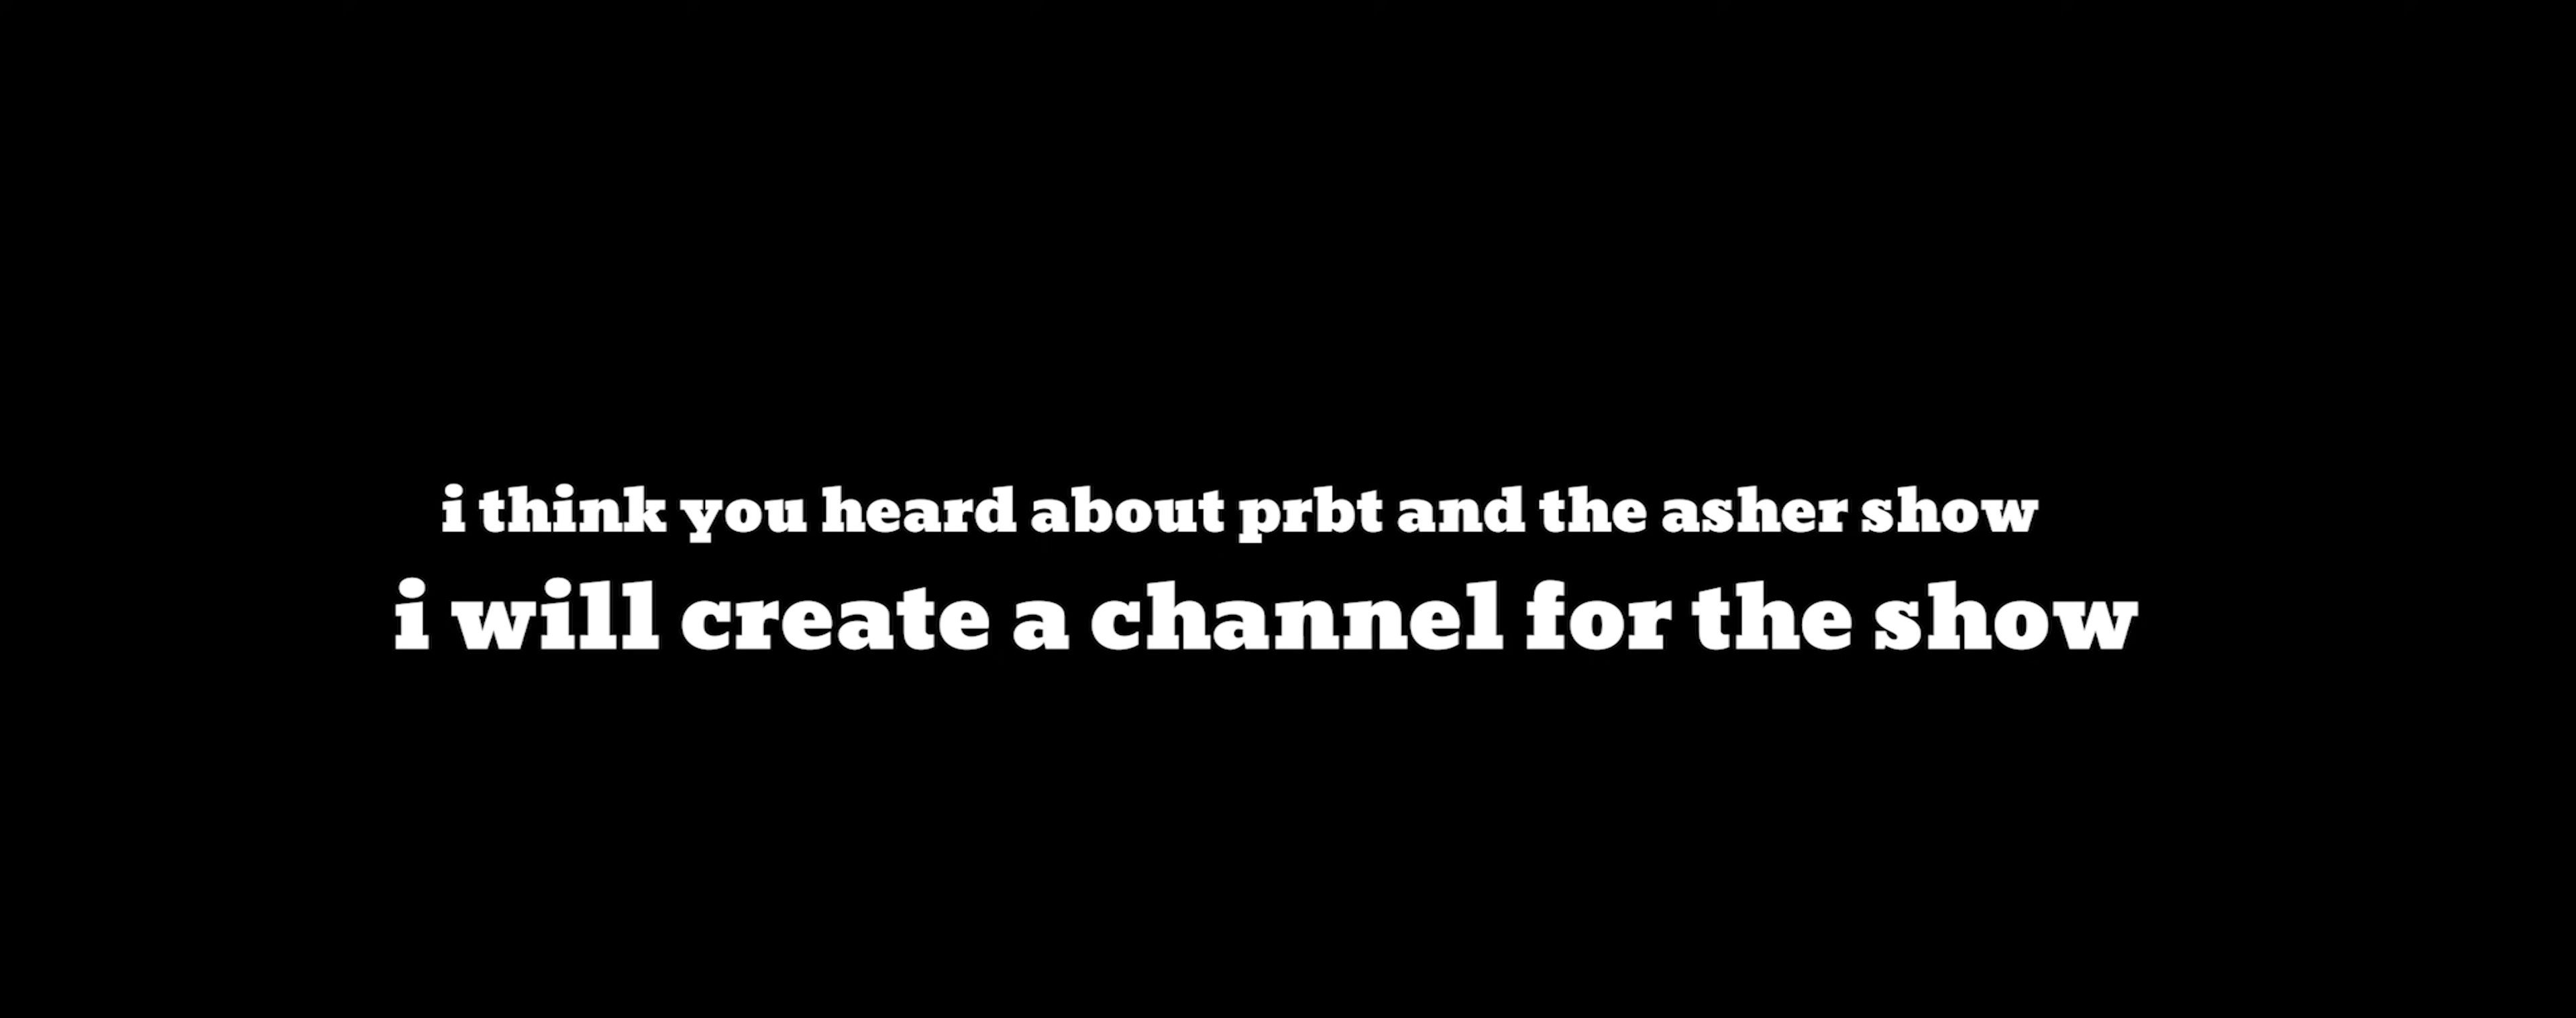 i think you heard about prbt and the asher show
i will create a channel for the show